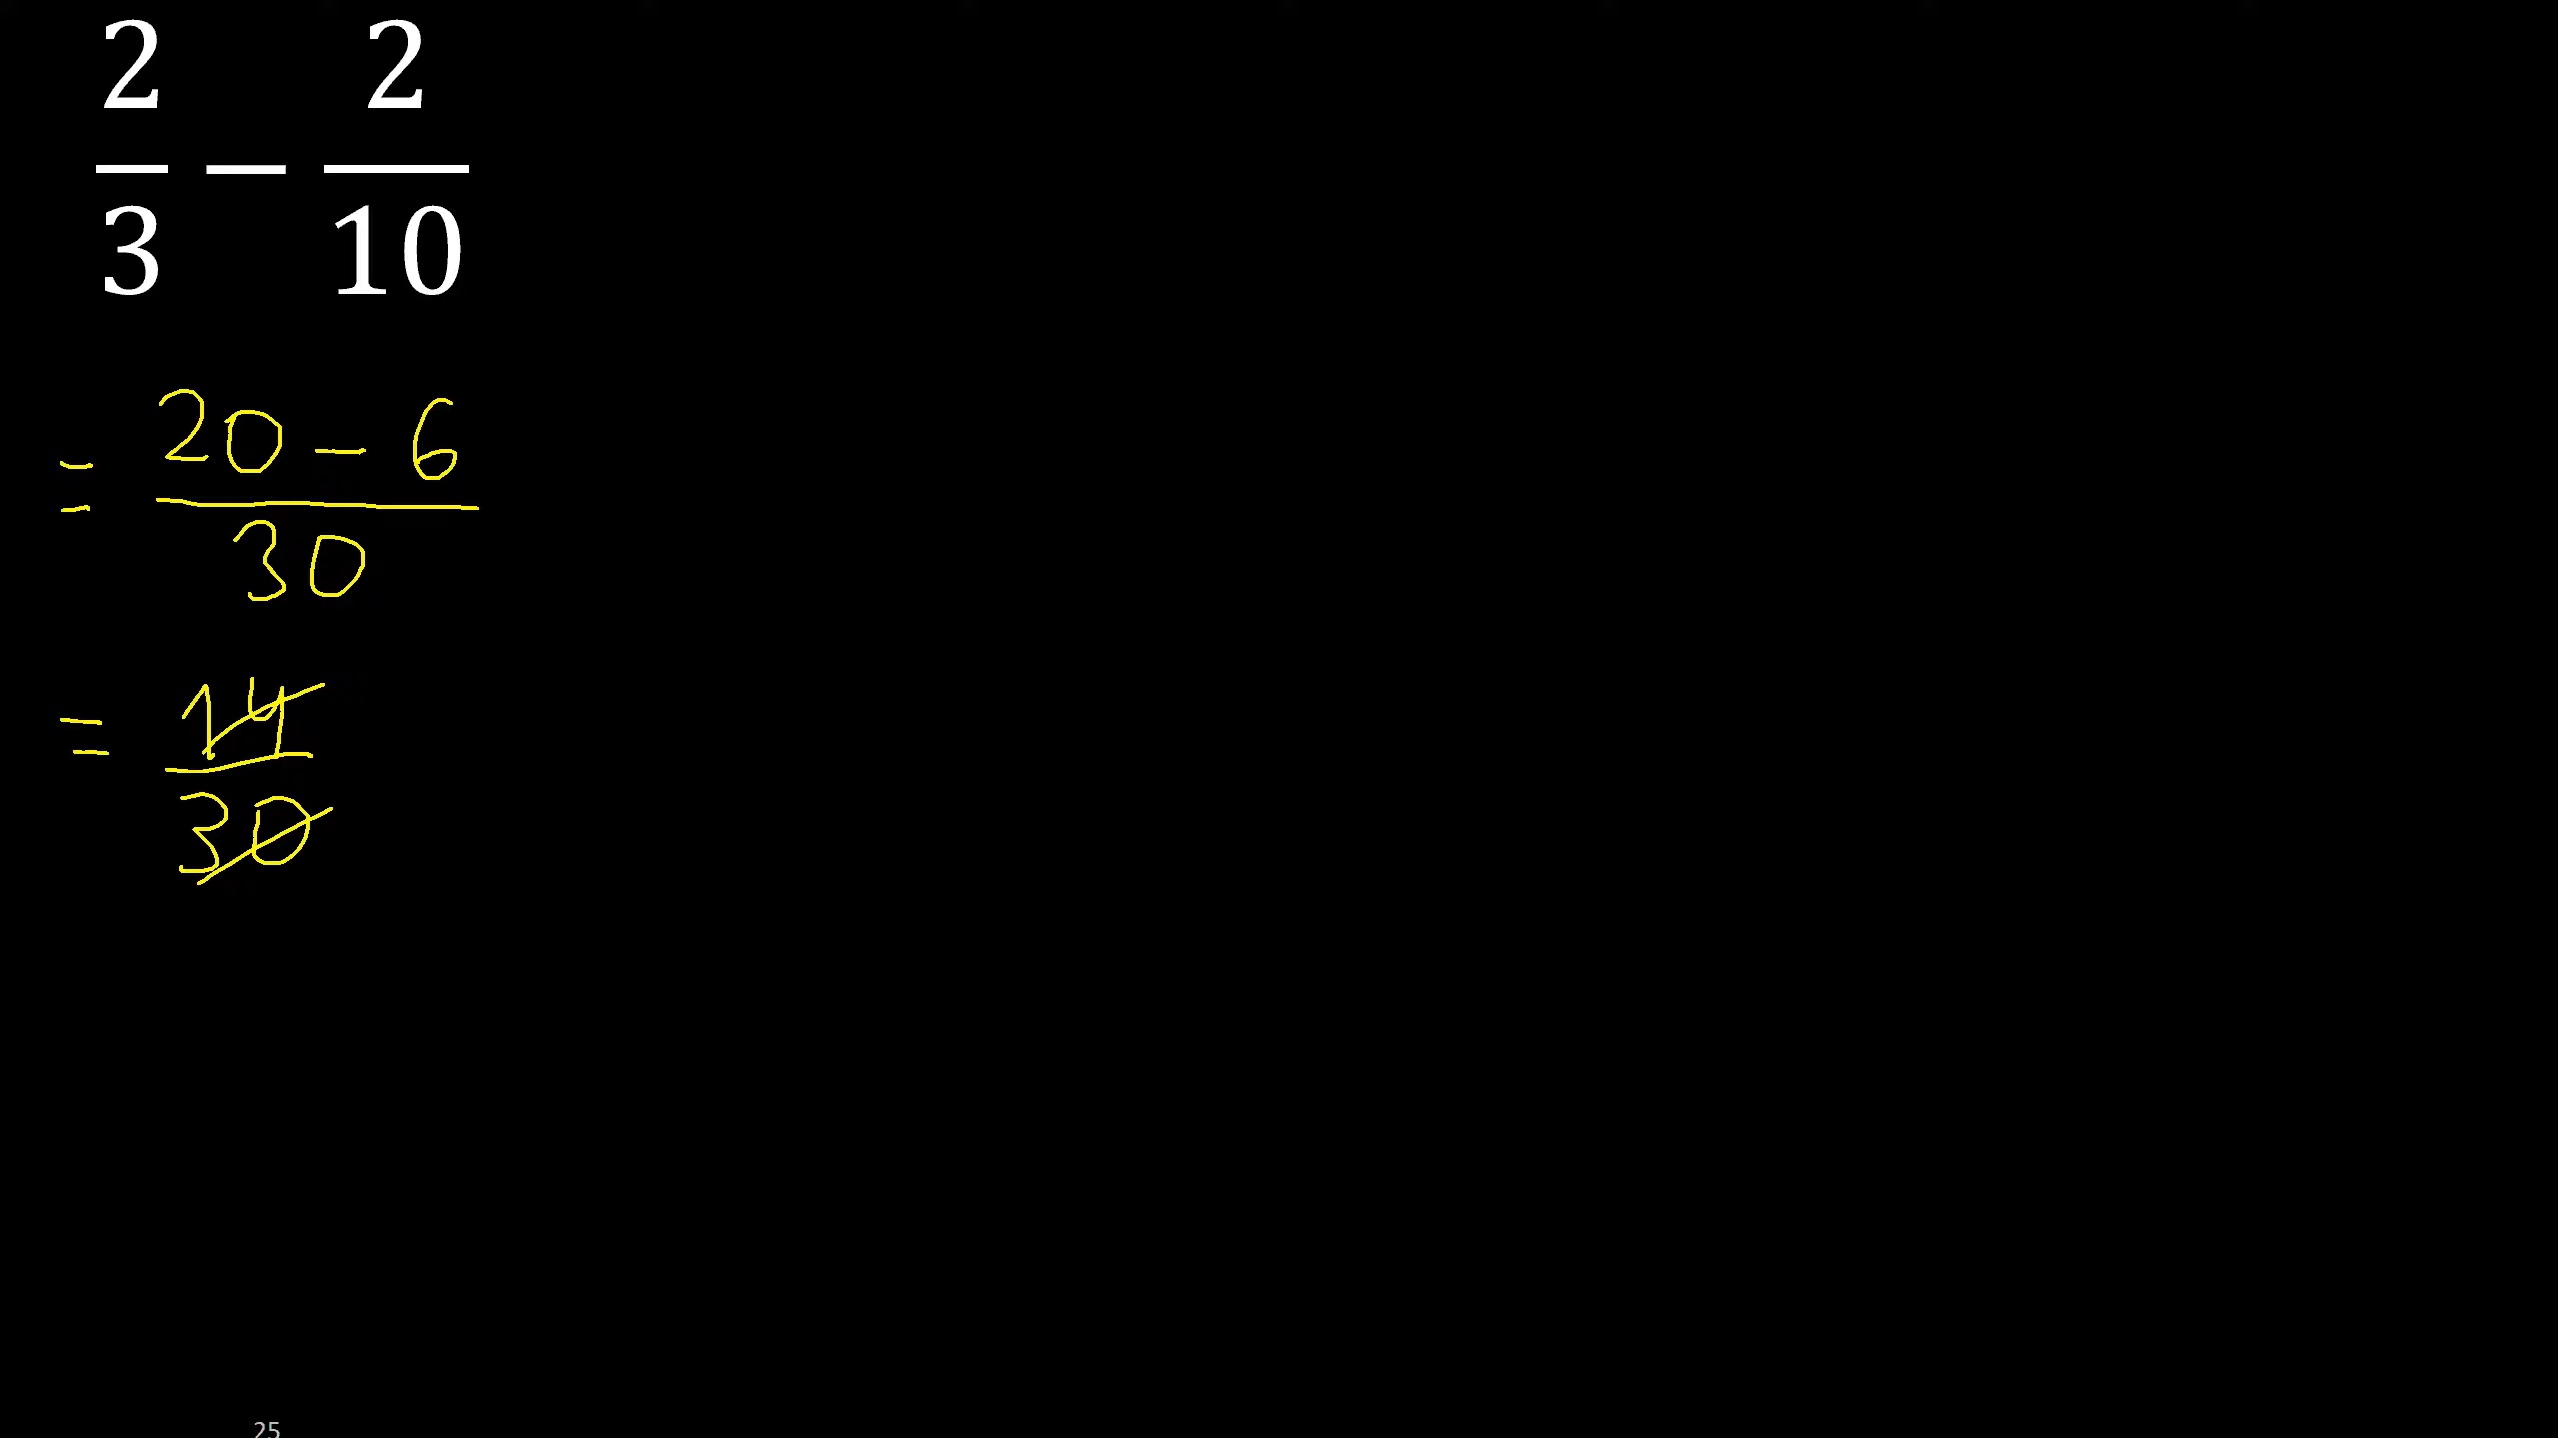 2/3 − 2/10
= (20 − 6)/30
= 14/30
25